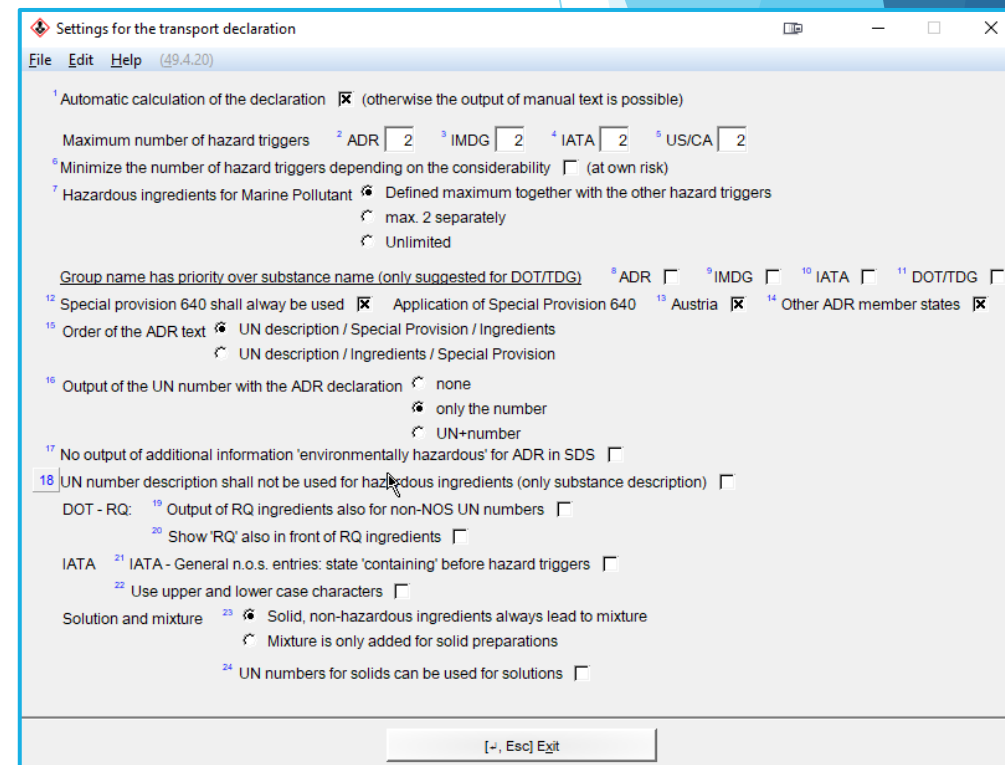 Settings for the transport declaration
File Edit Help (49.4.20)
1 Automatic calculation of the declaration (otherwise the output of manual text is possible)
Maximum number of hazard triggers 2 ADR 2 3 IMDG 2 4 IATA 2 5 US/CA 2
6 Minimize the number of hazard triggers depending on the considerability (at own risk)
7 Hazardous ingredients for Marine Pollutant Defined maximum together with the other hazard triggers
max. 2 separately
Unlimited
Group name has priority over substance name (only suggested for DOT/TDG) 8 ADR 9 IMDG 10 IATA 11 DOT/TDG
12 Special provision 640 shall alway be used Application of Special Provision 640 13 Austria 14 Other ADR member states
15 Order of the ADR text UN description / Special Provision / Ingredients
UN description / Ingredients / Special Provision
16 Output of the UN number with the ADR declaration none
only the number
UN+number
17 No output of additional information 'environmentally hazardous' for ADR in SDS
18 UN number description shall not be used for hazardous ingredients (only substance description)
DOT - RQ: 19 Output of RQ ingredients also for non-NOS UN numbers
20 Show 'RQ' also in front of RQ ingredients
IATA 21 IATA - General n.o.s. entries: state 'containing' before hazard triggers
22 Use upper and lower case characters
Solution and mixture 23 Solid, non-hazardous ingredients always lead to mixture
Mixture is only added for solid preparations
24 UN numbers for solids can be used for solutions
[↵, Esc] Exit